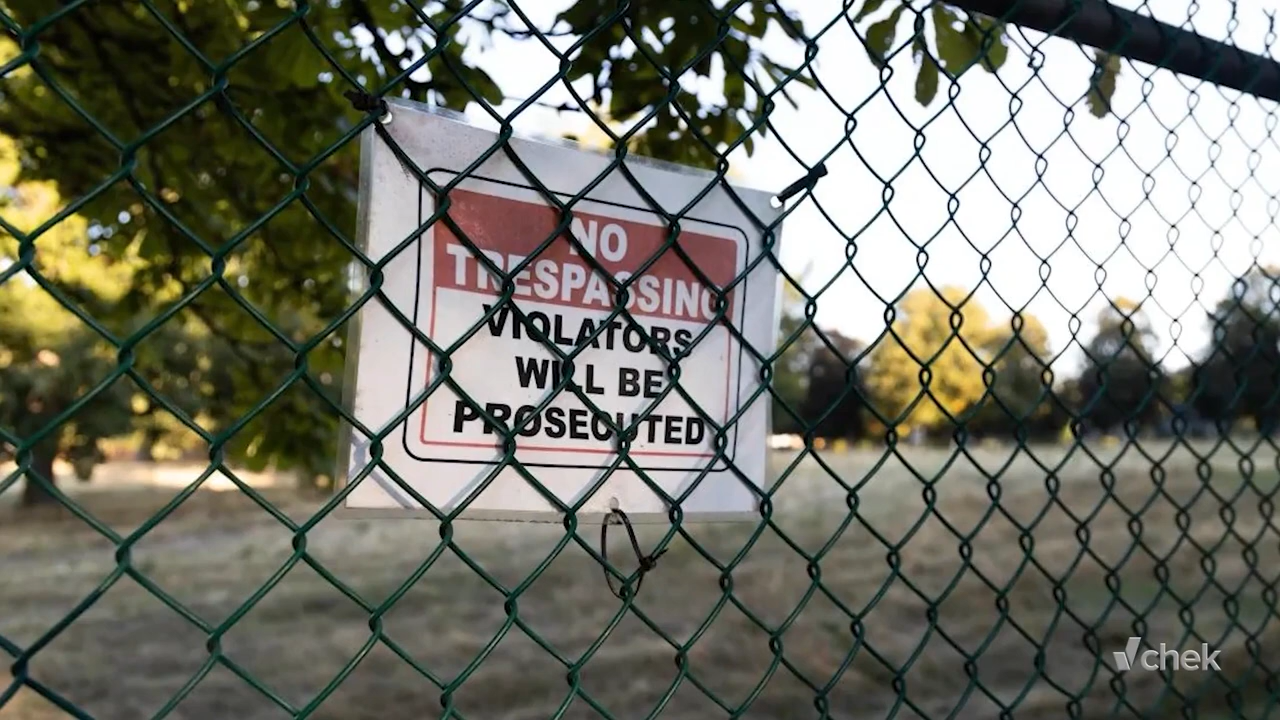 NO
TRESPASSING
VIOLATORS
WILL BE
PROSECUTED
chek